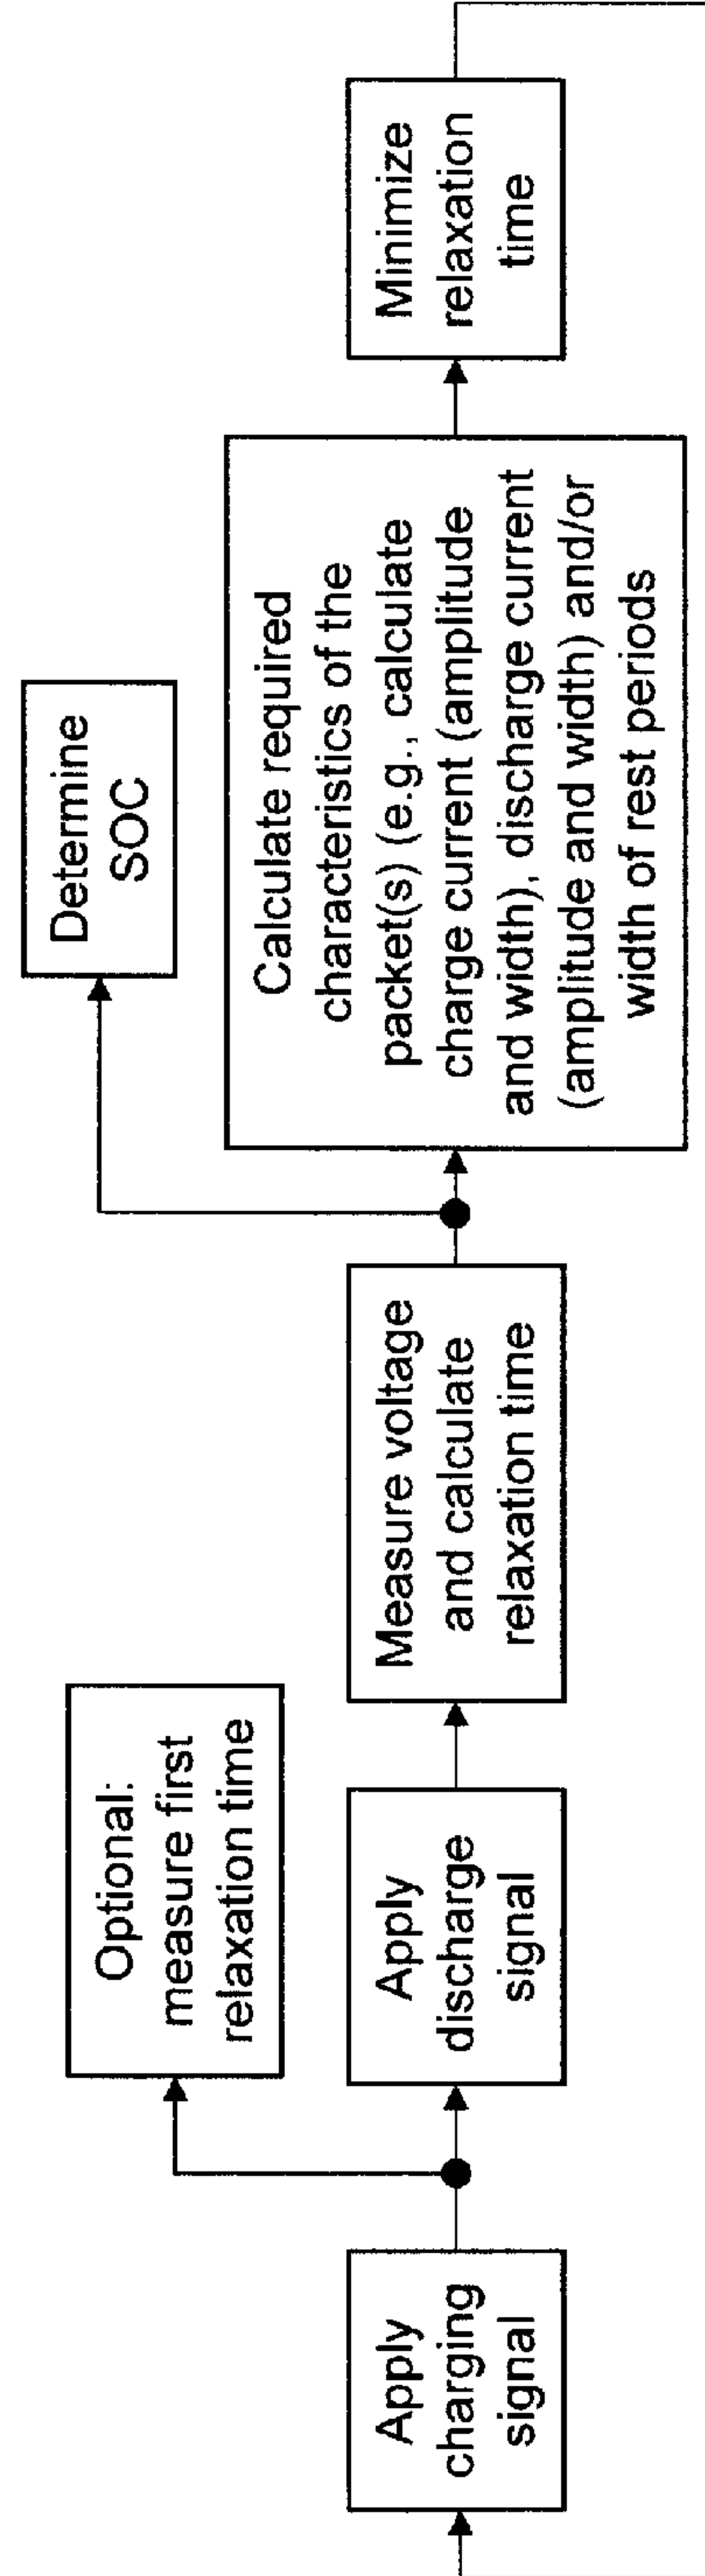 Apply
charging
signal
Optional:
measure first
relaxation time
Apply
discharge
signal
Measure voltage
and calculate
relaxation time
Determine
SOC
Calculate required
characteristics of the
packet(s) (e.g., calculate
charge current (amplitude
and width), discharge current
(amplitude and width) and/or
width of rest periods
Minimize
relaxation
time